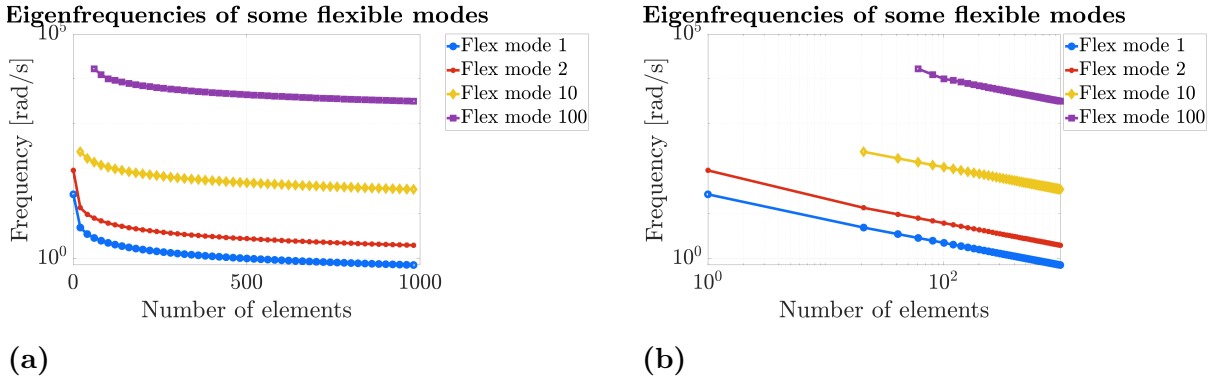 Eigenfrequencies of some flexible modes
10^5
Flex mode 1
Flex mode 2
Flex mode 10
Flex mode 100
Frequency [rad/s]
10^0
0
500
1000
Number of elements
(a)
Eigenfrequencies of some flexible modes
10^5
Flex mode 1
Flex mode 2
Flex mode 10
Flex mode 100
Frequency [rad/s]
10^0
10^0
10^2
Number of elements
(b)